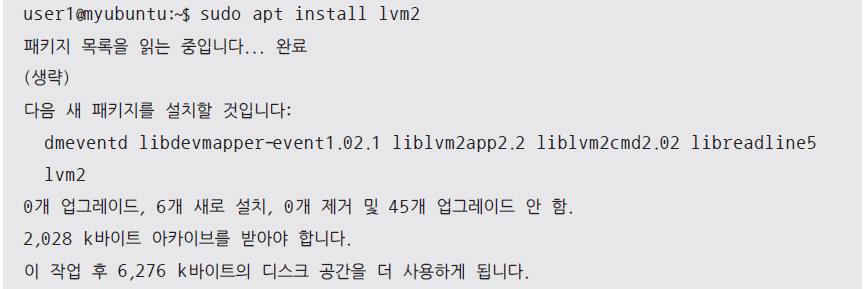 user1@myubuntu:~$ sudo apt install lvm2
패키지 목록을 읽는 중입니다... 완료
(생략)
다음 새 패키지를 설치할 것입니다:
dmeventd libdevmapper-event1.02.1 liblvm2app2.2 liblvm2cmd2.02 libreadline5
lvm2
0개 업그레이드, 6개 새로 설치, 0개 제거 및 45개 업그레이드 안 함.
2,028 k바이트 아카이브를 받아야 합니다.
이 작업 후 6,276 k바이트의 디스크 공간을 더 사용하게 됩니다.